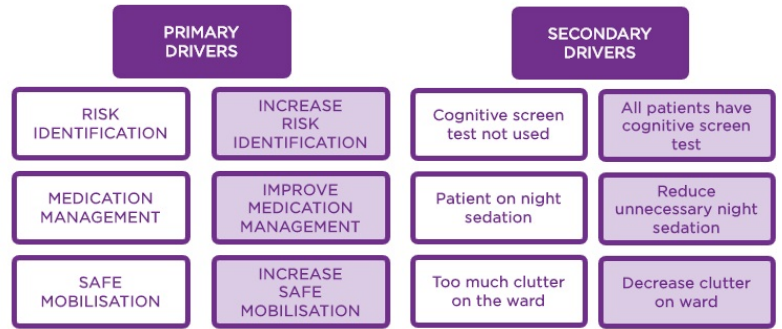 PRIMARY
DRIVERS
SECONDARY
DRIVERS
RISK
IDENTIFICATION
INCREASE
RISK
IDENTIFICATION
Cognitive screen
test not used
All patients have
cognitive screen
test
MEDICATION
MANAGEMENT
IMPROVE
MEDICATION
MANAGEMENT
Patient on night
sedation
Reduce
unnecessary night
sedation
SAFE
MOBILISATION
INCREASE
SAFE
MOBILISATION
Too much clutter
on the ward
Decrease clutter
on ward